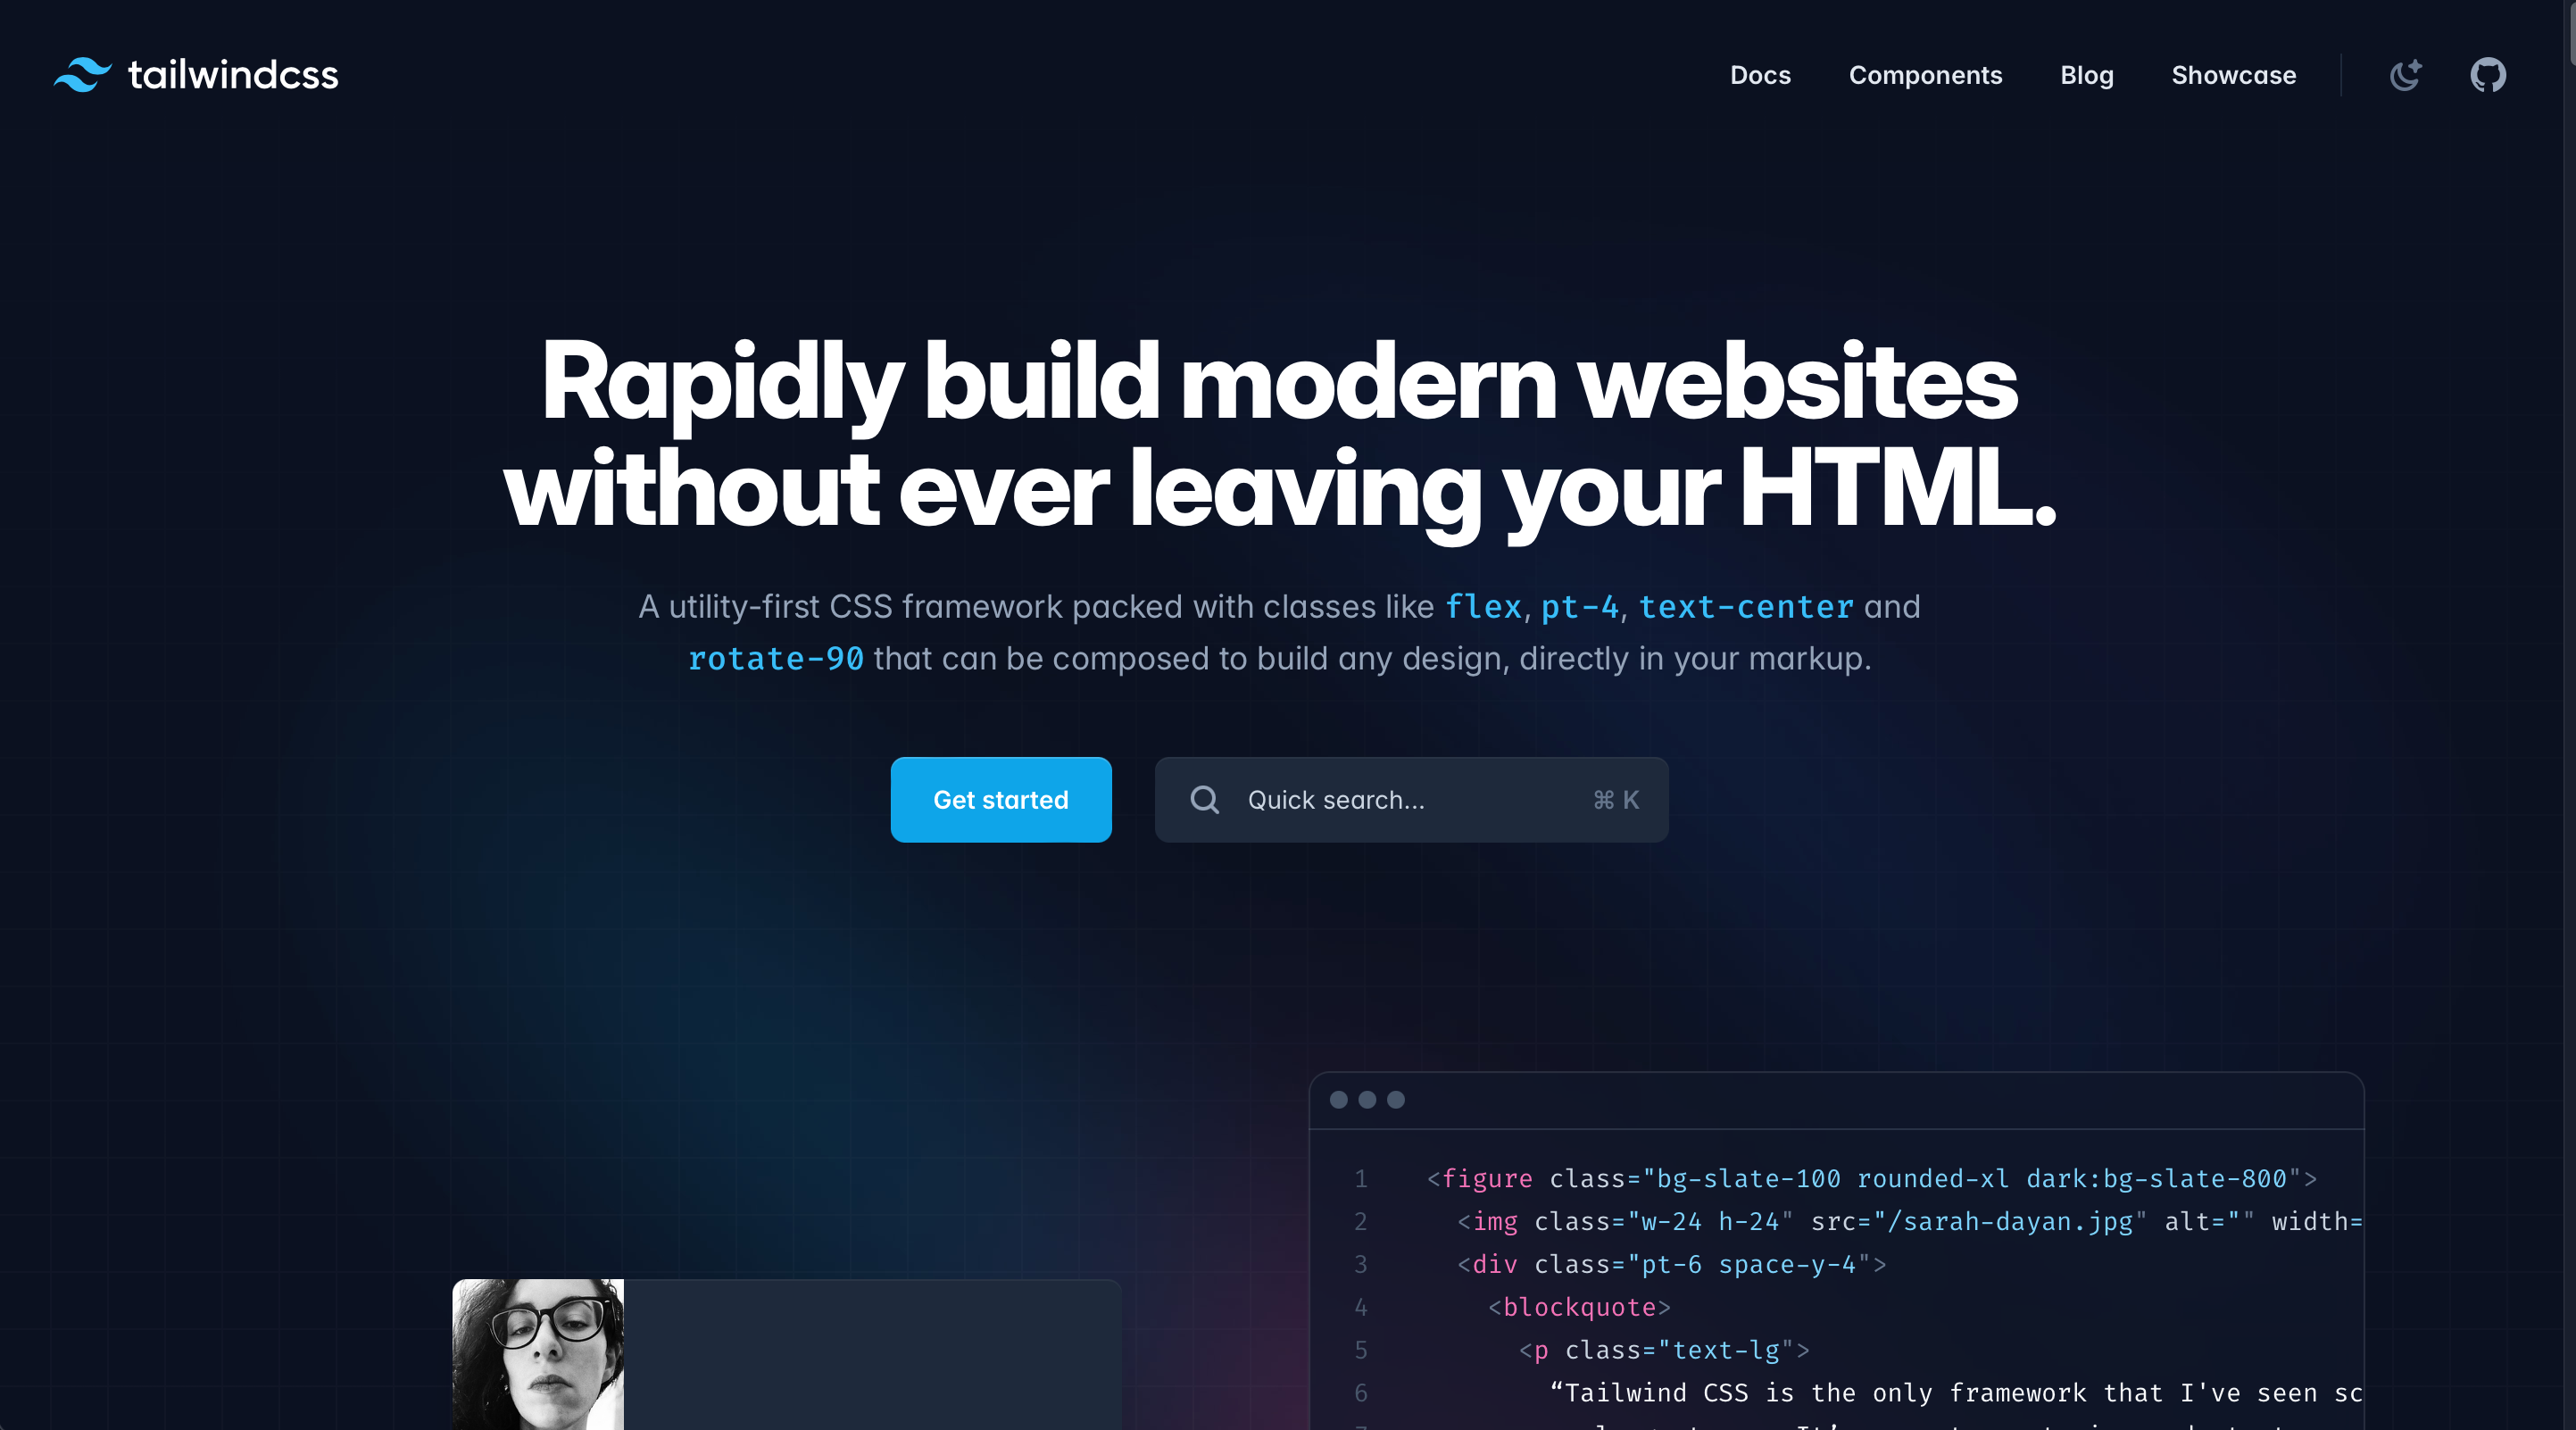 tailwindcss
Docs Components Blog Showcase
Rapidly build modern websites
without ever leaving your HTML.
A utility-first CSS framework packed with classes like flex, pt-4, text-center and
rotate-90 that can be composed to build any design, directly in your markup.
Get started
Quick search... ⌘ K
1 <figure class="bg-slate-100 rounded-xl dark:bg-slate-800">
2 <img class="w-24 h-24" src="/sarah-dayan.jpg" alt="" width=
3 <div class="pt-6 space-y-4">
4 <blockquote>
5 <p class="text-lg">
6 “Tailwind CSS is the only framework that I've seen sc